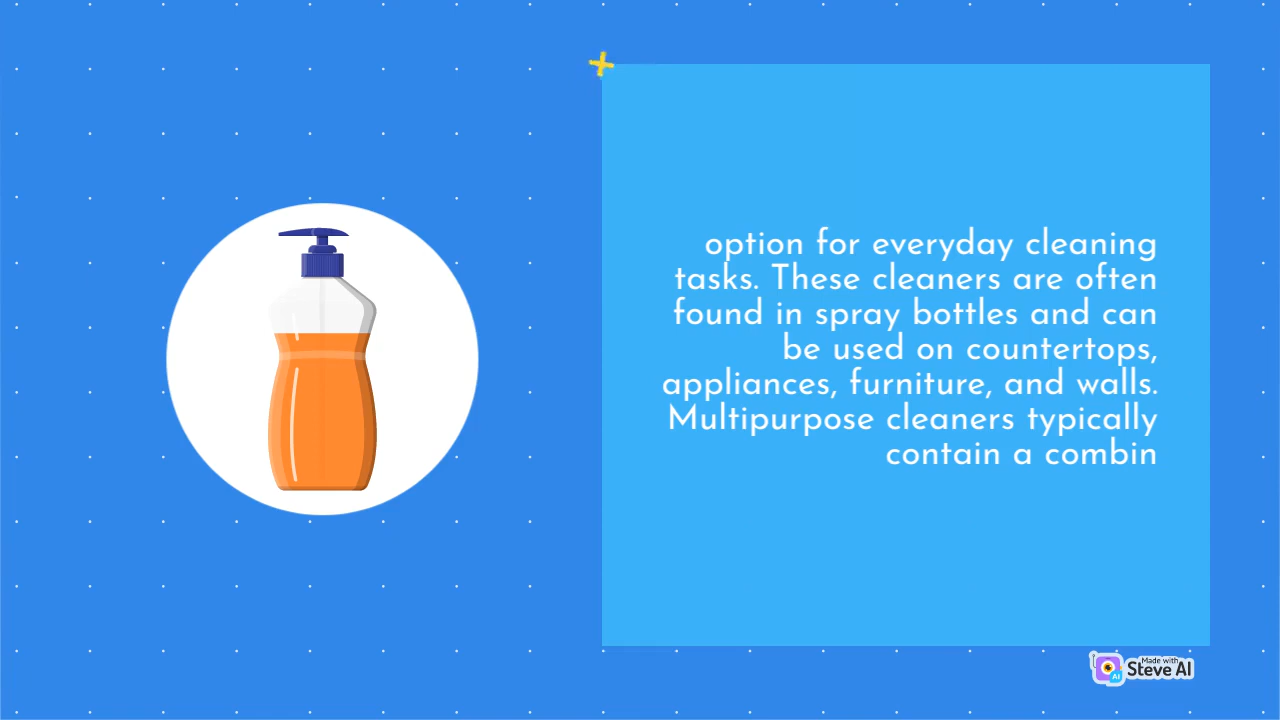 option for everyday cleaning
tasks. These cleaners are often
found in spray bottles and can
be used on countertops,
appliances, furniture, and walls.
Multipurpose cleaners typically
contain a combin
Made with
Steve AI
AI